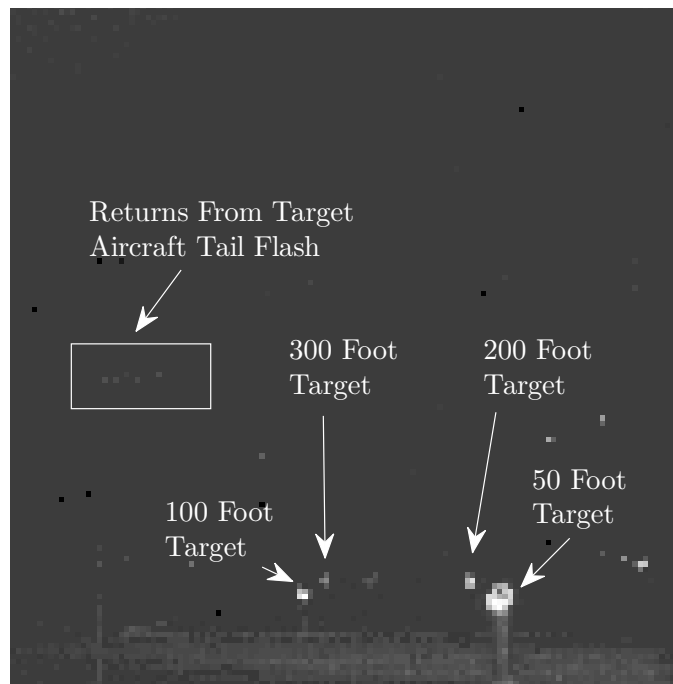 Returns From Target
Aircraft Tail Flash
300 Foot
Target
200 Foot
Target
50 Foot
Target
100 Foot
Target